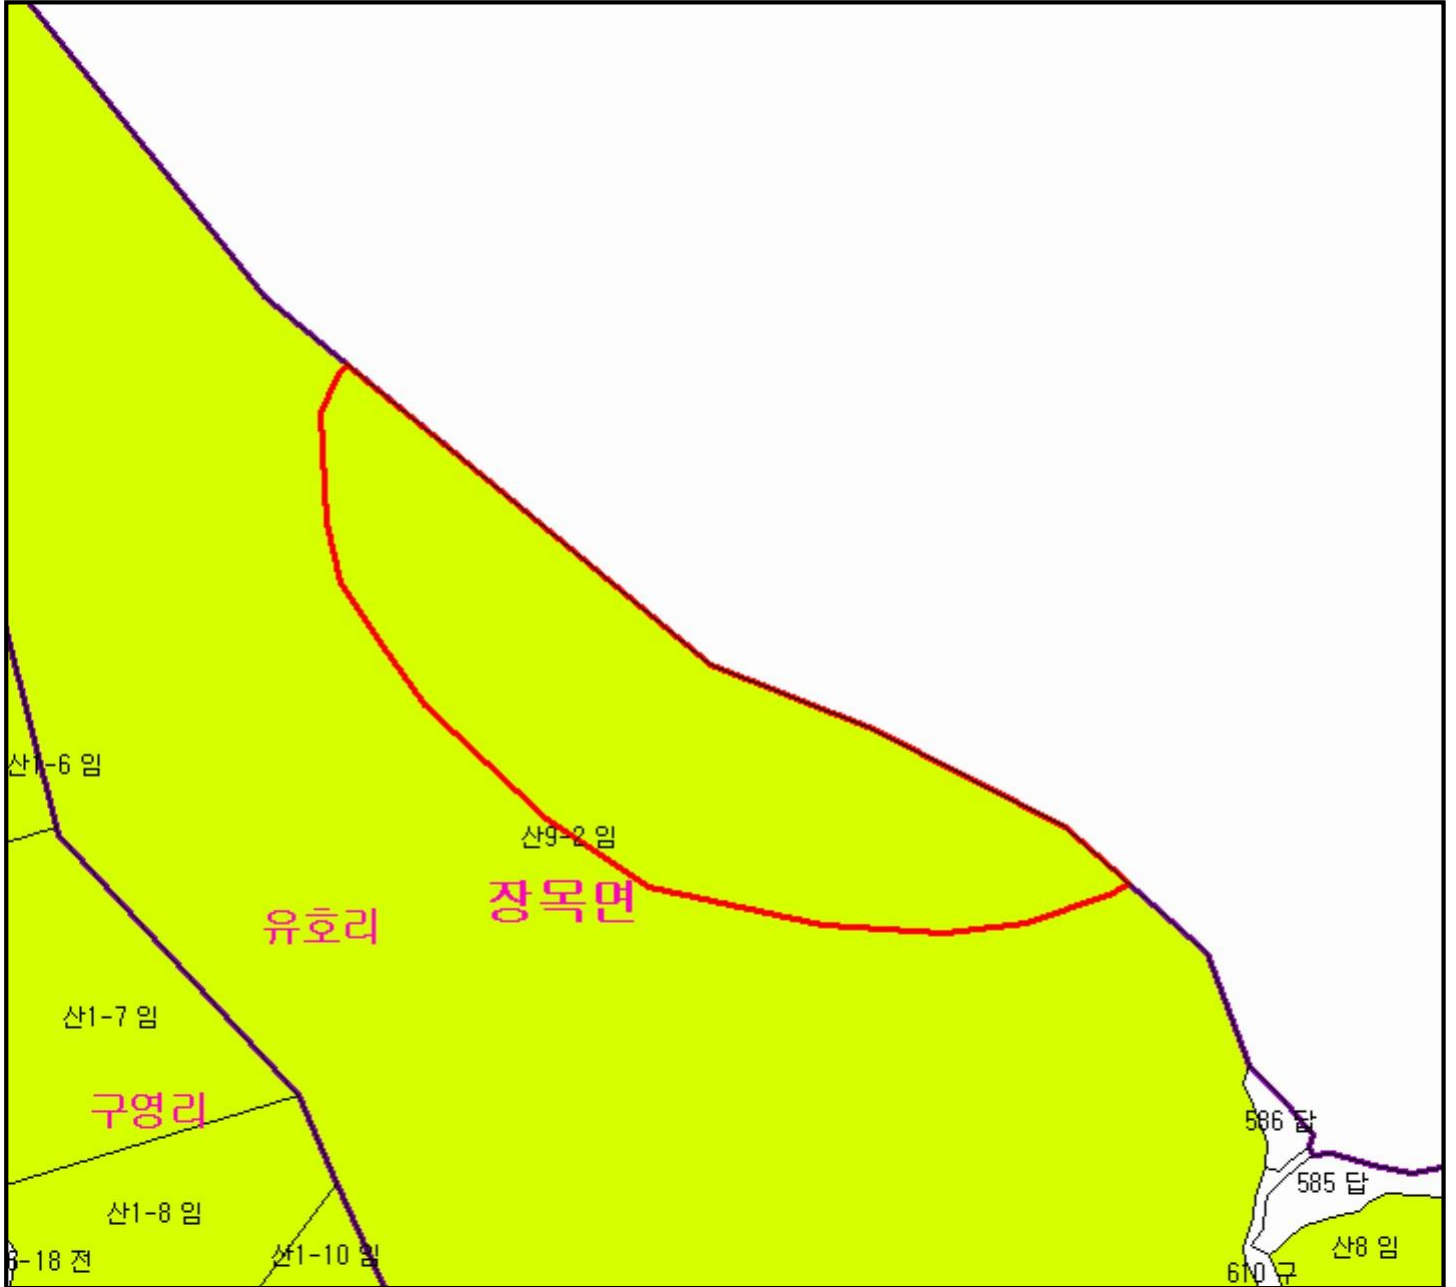 산1-6 임
산9-2 임
장목면
유호리
산1-7 임
구영리
586 답
585 답
산1-8 임
산8 임
산1-10 임
-18 전
610 구